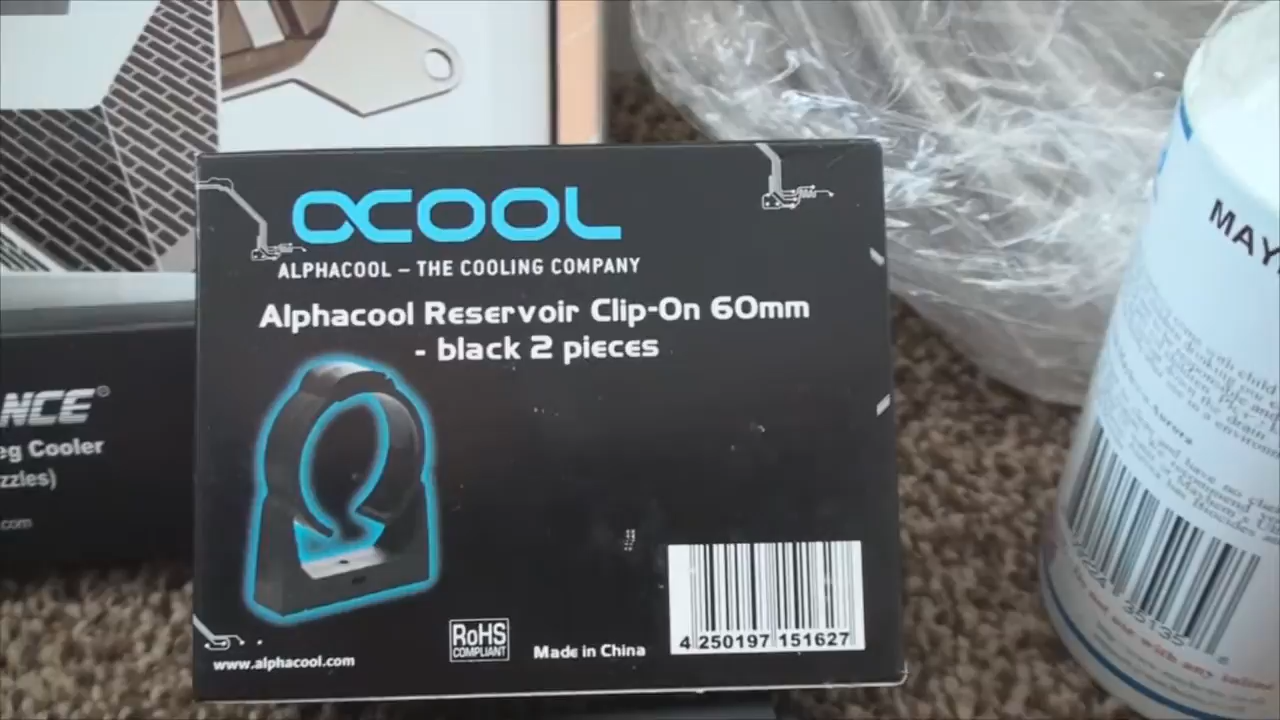 αCOOL
ALPHACOOL – THE COOLING COMPANY
Alphacool Reservoir Clip-On 60mm
- black 2 pieces
RoHS
COMPLIANT
Made in China
4 250197 151627
www.alphacool.com
NCE®
eg Cooler
zzles)
.com
MAY